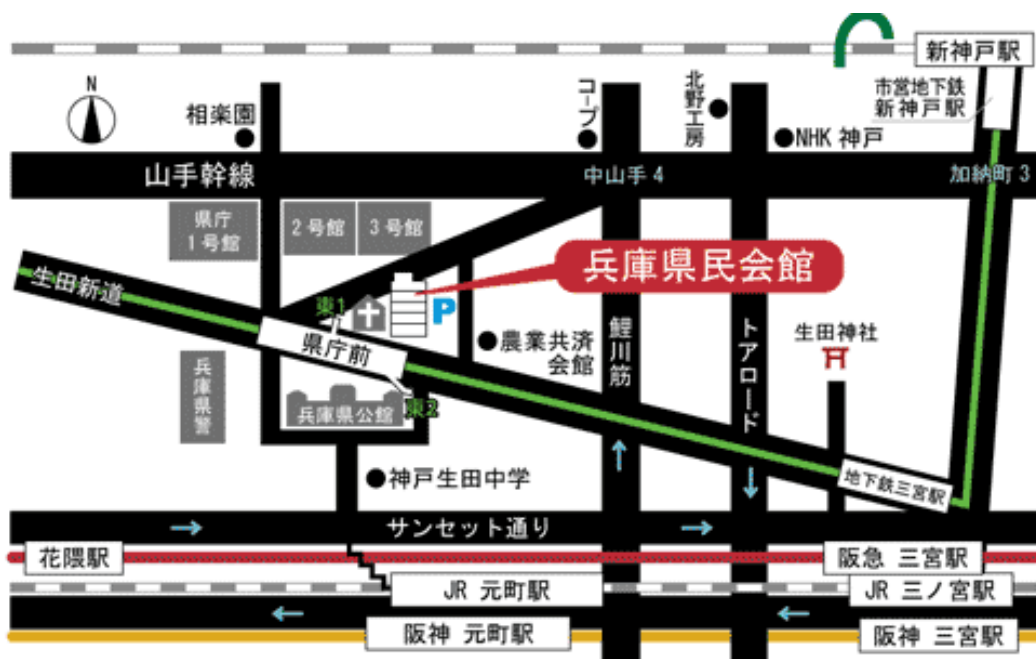 新神戸駅
市営地下鉄
新神戸駅
N
相楽園
コープ
北野工房
NHK 神戸
山手幹線
中山手 4
加納町 3
県庁
1 号館
2 号館
3 号館
兵庫県民会館
生田新道
東1
P
県庁前
農業共済
会館
鯉川筋
トアロード
生田神社
兵庫県警
兵庫県公館
東2
神戸生田中学
地下鉄三宮駅
サンセット通り
花隈駅
阪急 三宮駅
JR 元町駅
JR 三ノ宮駅
阪神 元町駅
阪神 三宮駅